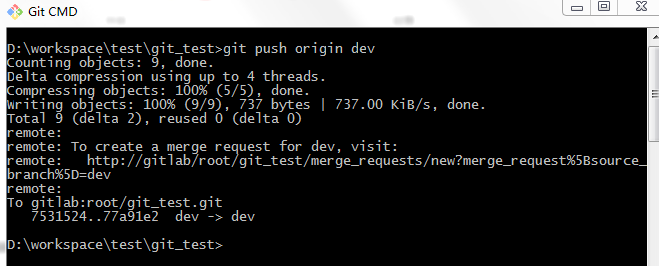 Git CMD
D:\workspace\test\git_test>git push origin dev
Counting objects: 9, done.
Delta compression using up to 4 threads.
Compressing objects: 100% (5/5), done.
Writing objects: 100% (9/9), 737 bytes | 737.00 KiB/s, done.
Total 9 (delta 2), reused 0 (delta 0)
remote:
remote: To create a merge request for dev, visit:
remote:   http://gitlab/root/git_test/merge_requests/new?merge_request%5Bsource_
branch%5D=dev
remote:
To gitlab:root/git_test.git
   7531524..77a91e2  dev -> dev
D:\workspace\test\git_test>